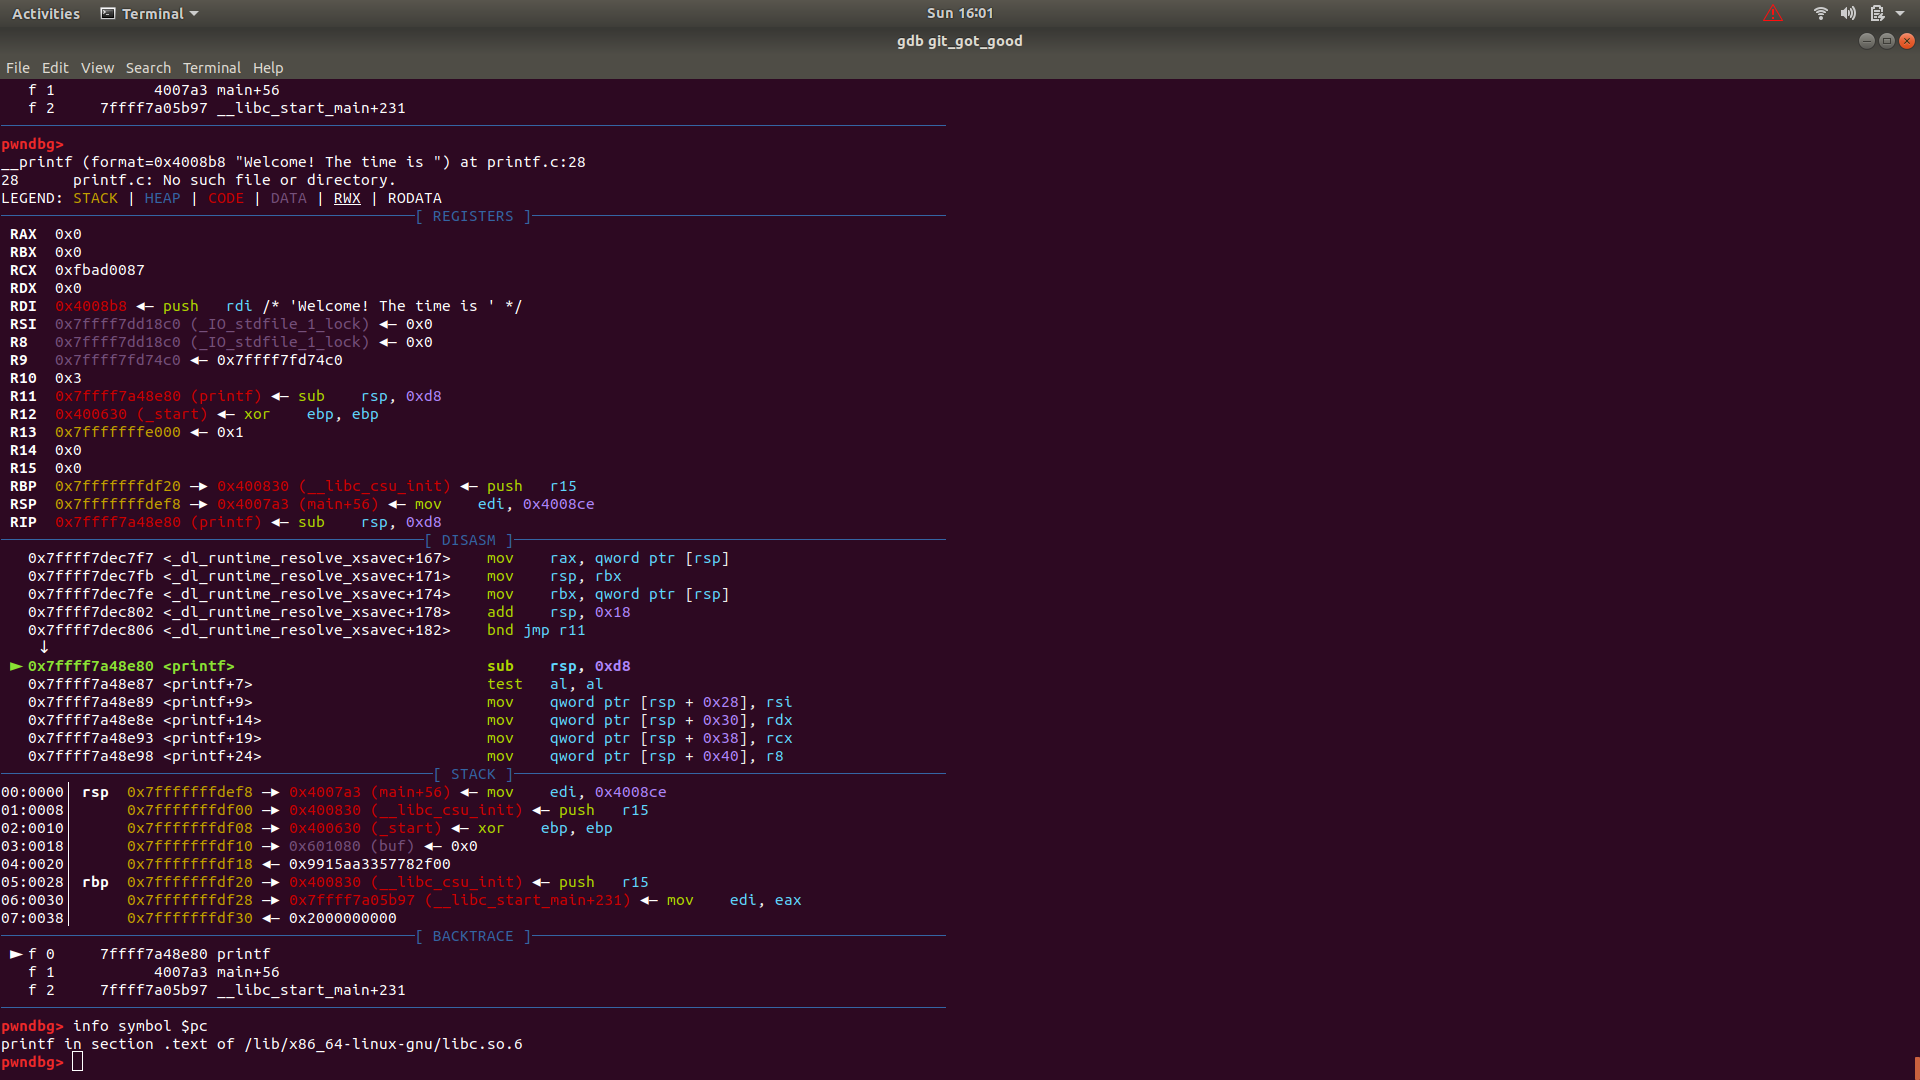 Activities Terminal Sun 16:01
gdb git_got_good
File Edit View Search Terminal Help
f 1 4007a3 main+56
f 2 7ffff7a05b97 __libc_start_main+231
pwndbg>
__printf (format=0x4008b8 "Welcome! The time is ") at printf.c:28
28 printf.c: No such file or directory.
LEGEND: STACK | HEAP | CODE | DATA | RWX | RODATA
[ REGISTERS ]
RAX 0x0
RBX 0x0
RCX 0xfbad0087
RDX 0x0
RDI 0x4008b8 ◂— push rdi /* 'Welcome! The time is ' */
RSI 0x7ffff7dd18c0 (_IO_stdfile_1_lock) ◂— 0x0
R8 0x7ffff7dd18c0 (_IO_stdfile_1_lock) ◂— 0x0
R9 0x7ffff7fd74c0 ◂— 0x7ffff7fd74c0
R10 0x3
R11 0x7ffff7a48e80 (printf) ◂— sub rsp, 0xd8
R12 0x400630 (_start) ◂— xor ebp, ebp
R13 0x7fffffffe000 ◂— 0x1
R14 0x0
R15 0x0
RBP 0x7fffffffdf20 —▸ 0x400830 (__libc_csu_init) ◂— push r15
RSP 0x7fffffffdef8 —▸ 0x4007a3 (main+56) ◂— mov edi, 0x4008ce
RIP 0x7ffff7a48e80 (printf) ◂— sub rsp, 0xd8
[ DISASM ]
0x7ffff7dec7f7 <_dl_runtime_resolve_xsavec+167> mov rax, qword ptr [rsp]
0x7ffff7dec7fb <_dl_runtime_resolve_xsavec+171> mov rsp, rbx
0x7ffff7dec7fe <_dl_runtime_resolve_xsavec+174> mov rbx, qword ptr [rsp]
0x7ffff7dec802 <_dl_runtime_resolve_xsavec+178> add rsp, 0x18
0x7ffff7dec806 <_dl_runtime_resolve_xsavec+182> bnd jmp r11
↓
► 0x7ffff7a48e80 <printf> sub rsp, 0xd8
0x7ffff7a48e87 <printf+7> test al, al
0x7ffff7a48e89 <printf+9> mov qword ptr [rsp + 0x28], rsi
0x7ffff7a48e8e <printf+14> mov qword ptr [rsp + 0x30], rdx
0x7ffff7a48e93 <printf+19> mov qword ptr [rsp + 0x38], rcx
0x7ffff7a48e98 <printf+24> mov qword ptr [rsp + 0x40], r8
[ STACK ]
00:0000│ rsp 0x7fffffffdef8 —▸ 0x4007a3 (main+56) ◂— mov edi, 0x4008ce
01:0008│ 0x7fffffffdf00 —▸ 0x400830 (__libc_csu_init) ◂— push r15
02:0010│ 0x7fffffffdf08 —▸ 0x400630 (_start) ◂— xor ebp, ebp
03:0018│ 0x7fffffffdf10 —▸ 0x601080 (buf) ◂— 0x0
04:0020│ 0x7fffffffdf18 ◂— 0x9915aa3357782f00
05:0028│ rbp 0x7fffffffdf20 —▸ 0x400830 (__libc_csu_init) ◂— push r15
06:0030│ 0x7fffffffdf28 —▸ 0x7ffff7a05b97 (__libc_start_main+231) ◂— mov edi, eax
07:0038│ 0x7fffffffdf30 ◂— 0x2000000000
[ BACKTRACE ]
► f 0 7ffff7a48e80 printf
f 1 4007a3 main+56
f 2 7ffff7a05b97 __libc_start_main+231
pwndbg> info symbol $pc
printf in section .text of /lib/x86_64-linux-gnu/libc.so.6
pwndbg>